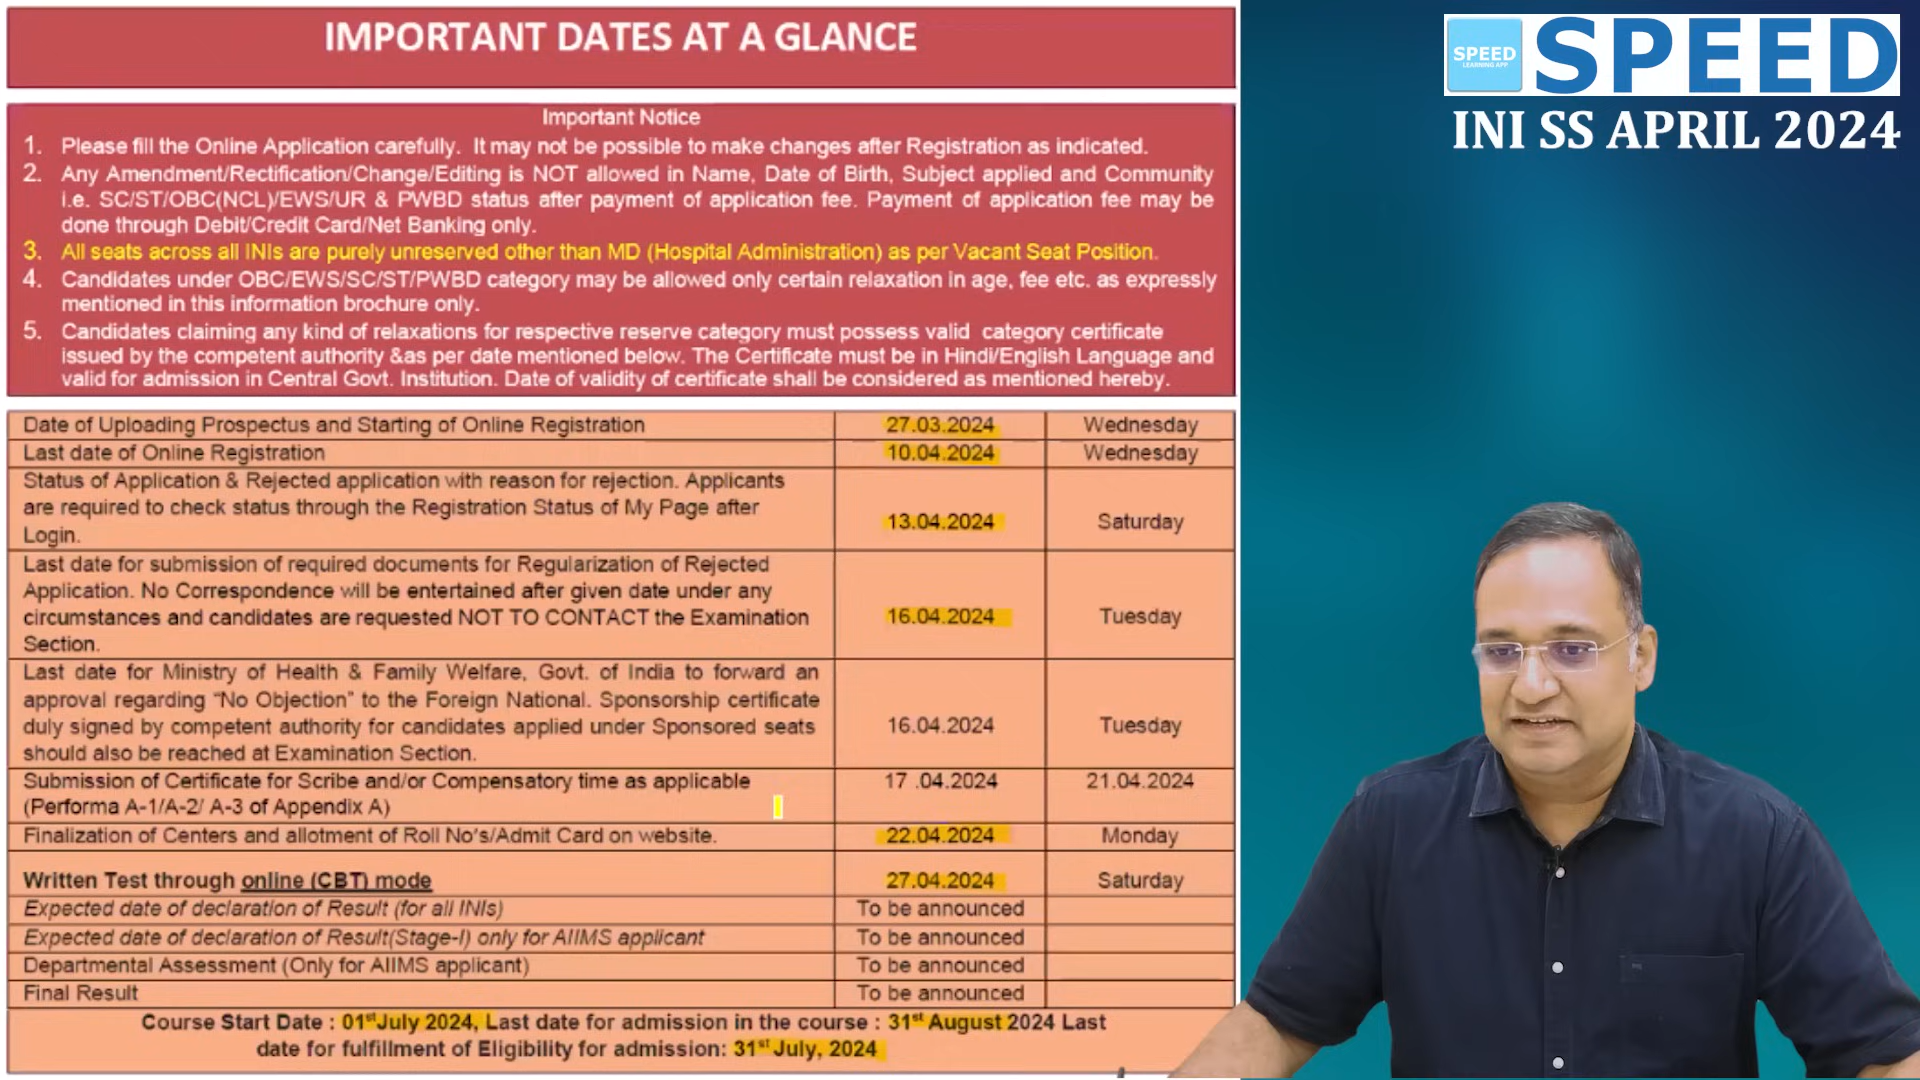 IMPORTANT DATES AT A GLANCE
Important Notice
1. Please fill the Online Application carefully. It may not be possible to make changes after Registration as indicated.
2. Any Amendment/Rectification/Change/Editing is NOT allowed in Name, Date of Birth, Subject applied and Community
i.e. SC/ST/OBC(NCL)/EWS/UR & PWBD status after payment of application fee. Payment of application fee may be
done through Debit/Credit Card/Net Banking only.
3. All seats across all INIs are purely unreserved other than MD (Hospital Administration) as per Vacant Seat Position.
4. Candidates under OBC/EWS/SC/ST/PWBD category may be allowed only certain relaxation in age, fee etc. as expressly
mentioned in this information brochure only.
5. Candidates claiming any kind of relaxations for respective reserve category must possess valid category certificate
issued by the competent authority &as per date mentioned below. The Certificate must be in Hindi/English Language and
valid for admission in Central Govt. Institution. Date of validity of certificate shall be considered as mentioned hereby.
Date of Uploading Prospectus and Starting of Online Registration 27.03.2024 Wednesday
Last date of Online Registration 10.04.2024 Wednesday
Status of Application & Rejected application with reason for rejection. Applicants
are required to check status through the Registration Status of My Page after
Login.
13.04.2024 Saturday
Last date for submission of required documents for Regularization of Rejected
Application. No Correspondence will be entertained after given date under any
circumstances and candidates are requested NOT TO CONTACT the Examination
Section.
16.04.2024 Tuesday
Last date for Ministry of Health & Family Welfare, Govt. of India to forward an
approval regarding “No Objection” to the Foreign National. Sponsorship certificate
duly signed by competent authority for candidates applied under Sponsored seats
should also be reached at Examination Section.
16.04.2024 Tuesday
Submission of Certificate for Scribe and/or Compensatory time as applicable
(Performa A-1/A-2/ A-3 of Appendix A)
17 .04.2024 21.04.2024
Finalization of Centers and allotment of Roll No's/Admit Card on website. 22.04.2024 Monday
Written Test through online (CBT) mode 27.04.2024 Saturday
Expected date of declaration of Result (for all INIs) To be announced
Expected date of declaration of Result(Stage-I) only for AIIMS applicant To be announced
Departmental Assessment (Only for AIIMS applicant) To be announced
Final Result To be announced
Course Start Date : 01st July 2024, Last date for admission in the course : 31st August 2024 Last
date for fulfillment of Eligibility for admission: 31st July, 2024
SPEED
LEARNING APP
SPEED
INI SS APRIL 2024